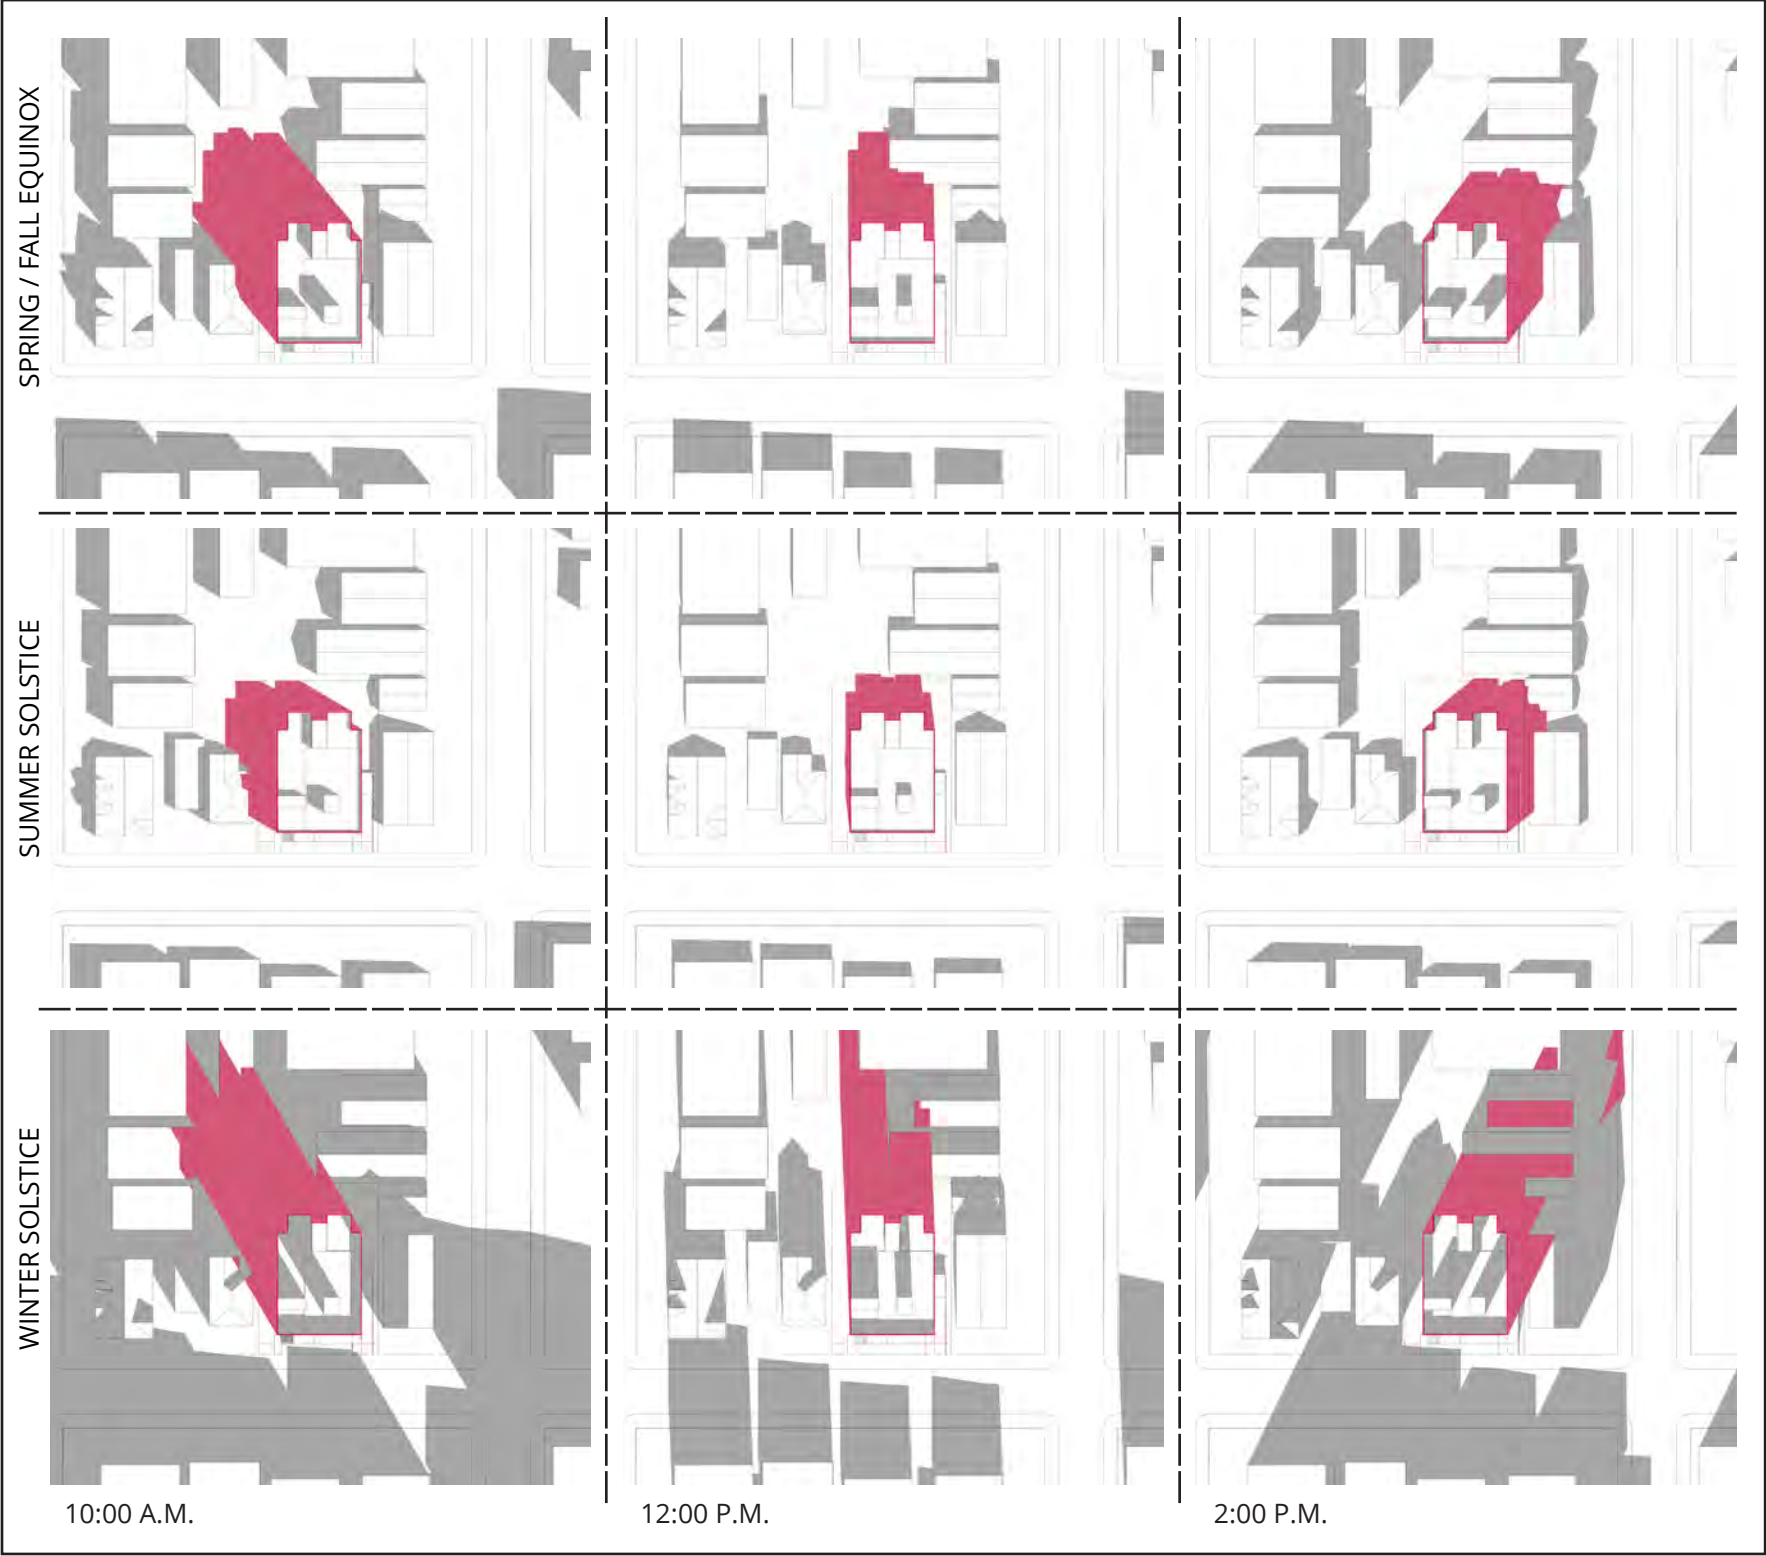 SPRING / FALL EQUINOX
SUMMER SOLSTICE
WINTER SOLSTICE
10:00 A.M.
12:00 P.M.
2:00 P.M.